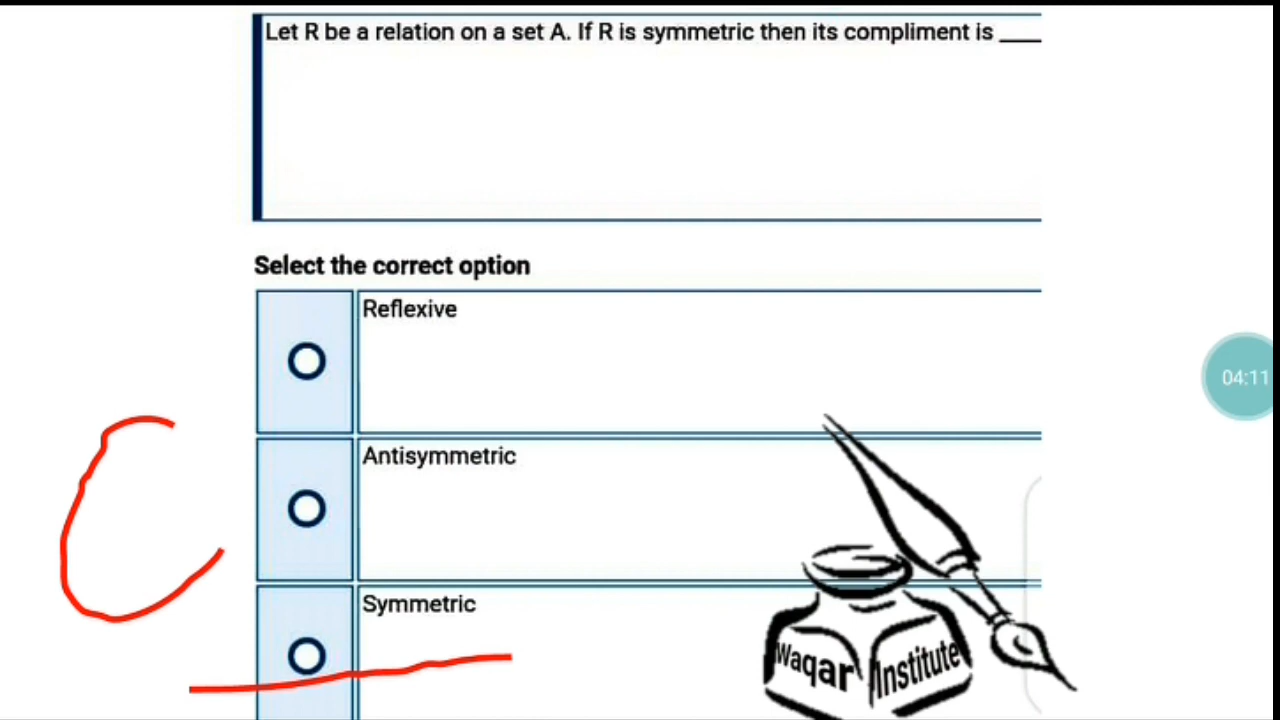 Let R be a relation on a set A. If R is symmetric then its compliment is ____
Select the correct option
Reflexive
04:11
Antisymmetric
Symmetric
Waqar Institute
C